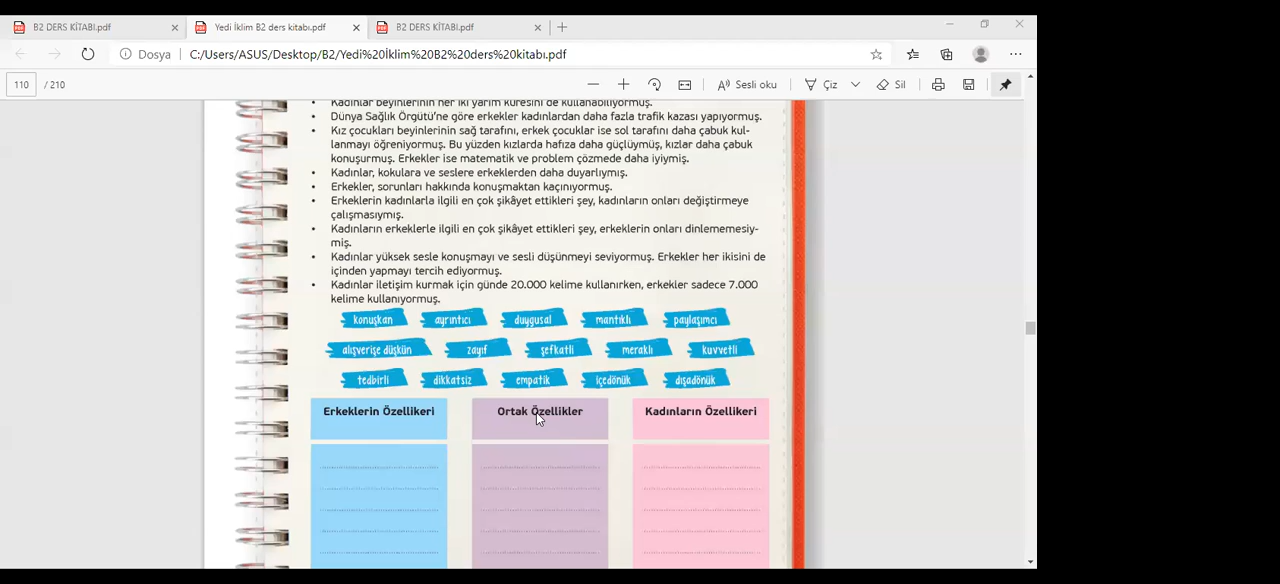 B2 DERS KİTABI.pdf
Yedi İklim B2 ders kitabı.pdf
B2 DERS KİTABI.pdf
Dosya
C:/Users/ASUS/Desktop/B2/Yedi%20İklim%20B2%20ders%20kitabı.pdf
110 / 210
Sesli oku
Çiz
Sil
Kadınlar beyinlerinin her iki yarım küresini de kullanabiliyormuş.
• Dünya Sağlık Örgütü'ne göre erkekler kadınlardan daha fazla trafik kazası yapıyormuş.
• Kız çocukları beyinlerinin sağ tarafını, erkek çocuklar ise sol tarafını daha çabuk kul-
lanmayı öğreniyormuş. Bu yüzden kızlarda hafıza daha güçlüymüş, kızlar daha çabuk
konuşurmuş. Erkekler ise matematik ve problem çözmede daha iyiymiş.
• Kadınlar, kokulara ve seslere erkeklerden daha duyarlıymış.
• Erkekler, sorunları hakkında konuşmaktan kaçınıyormuş.
• Erkeklerin kadınlarla ilgili en çok şikâyet ettikleri şey, kadınların onları değiştirmeye
çalışmasıymış.
• Kadınların erkeklerle ilgili en çok şikâyet ettikleri şey, erkeklerin onları dinlememesiy-
miş.
• Kadınlar yüksek sesle konuşmayı ve sesli düşünmeyi seviyormuş. Erkekler her ikisini de
içinden yapmayı tercih ediyormuş.
• Kadınlar iletişim kurmak için günde 20.000 kelime kullanırken, erkekler sadece 7.000
kelime kullanıyormuş.
konuşkan ayrıntıcı duygusal mantıklı paylaşımcı
alışverişe düşkün zayıf şefkatli meraklı kuvvetli
tedbirli dikkatsiz empatik içedönük dışadönük
Erkeklerin Özellikeri Ortak Özellikler Kadınların Özellikeri